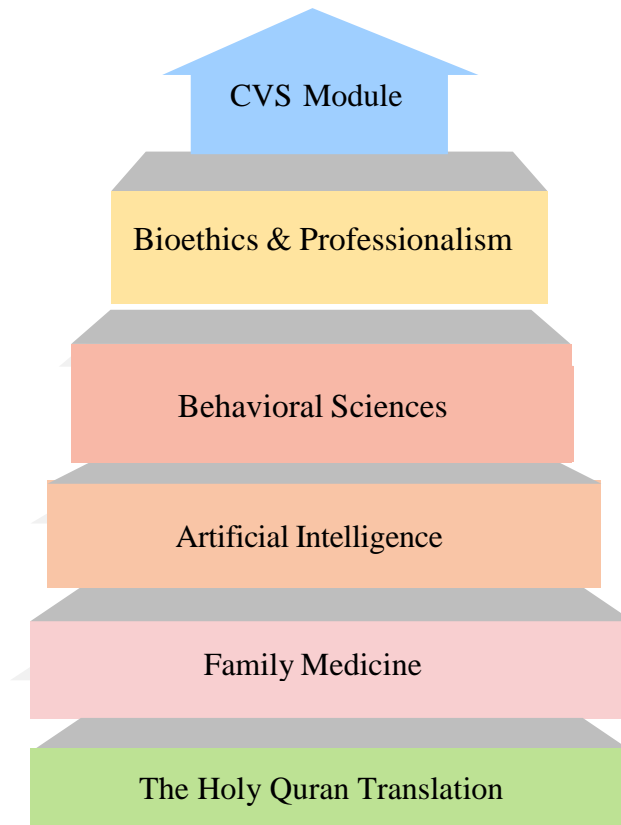 CVS Module
Bioethics & Professionalism
Behavioral Sciences
Artificial Intelligence
Family Medicine
The Holy Quran Translation